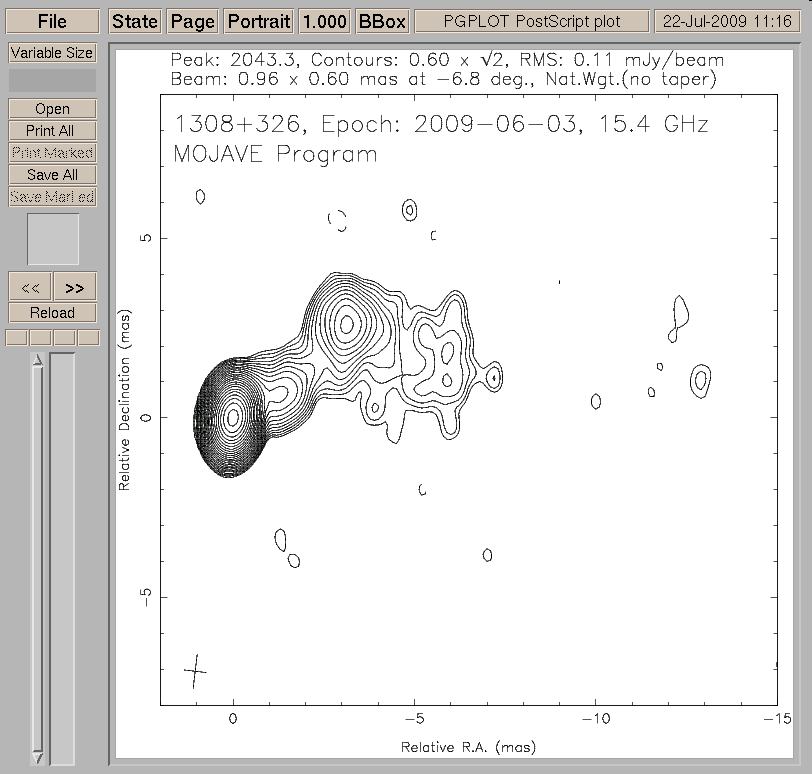 File State Page Portrait 1.000 BBox PGPLOT PostScript plot 22-Jul-2009 11:16
Variable Size
Open
Print All
Print Marked
Save All
Save Marked
<< >>
Reload
Peak: 2043.3, Contours: 0.60 x √2, RMS: 0.11 mJy/beam
Beam: 0.96 x 0.60 mas at −6.8 deg., Nat.Wgt.(no taper)
1308+326, Epoch: 2009−06−03, 15.4 GHz
MOJAVE Program
5
0
−5
Relative Declination (mas)
0 −5 −10 −15
Relative R.A. (mas)